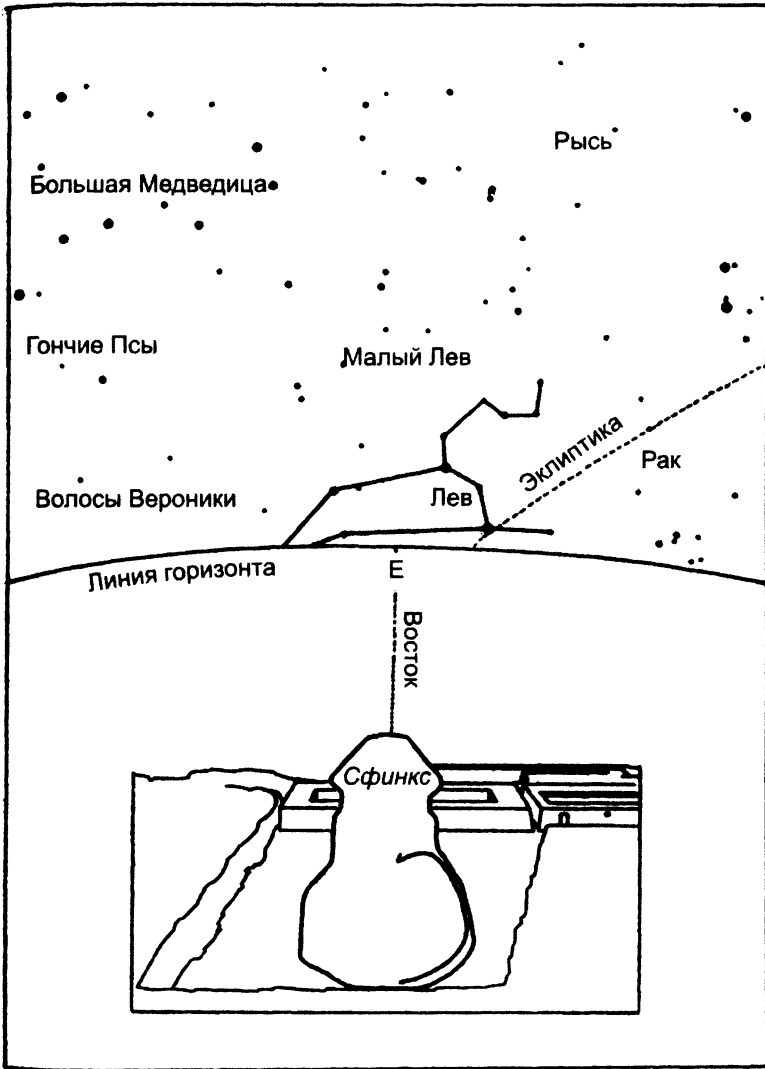 Рысь
Большая Медведица
Гончие Псы
Малый Лев
Эклиптика
Рак
Лев
Волосы Вероники
Линия горизонта
E
Восток
Сфинкс